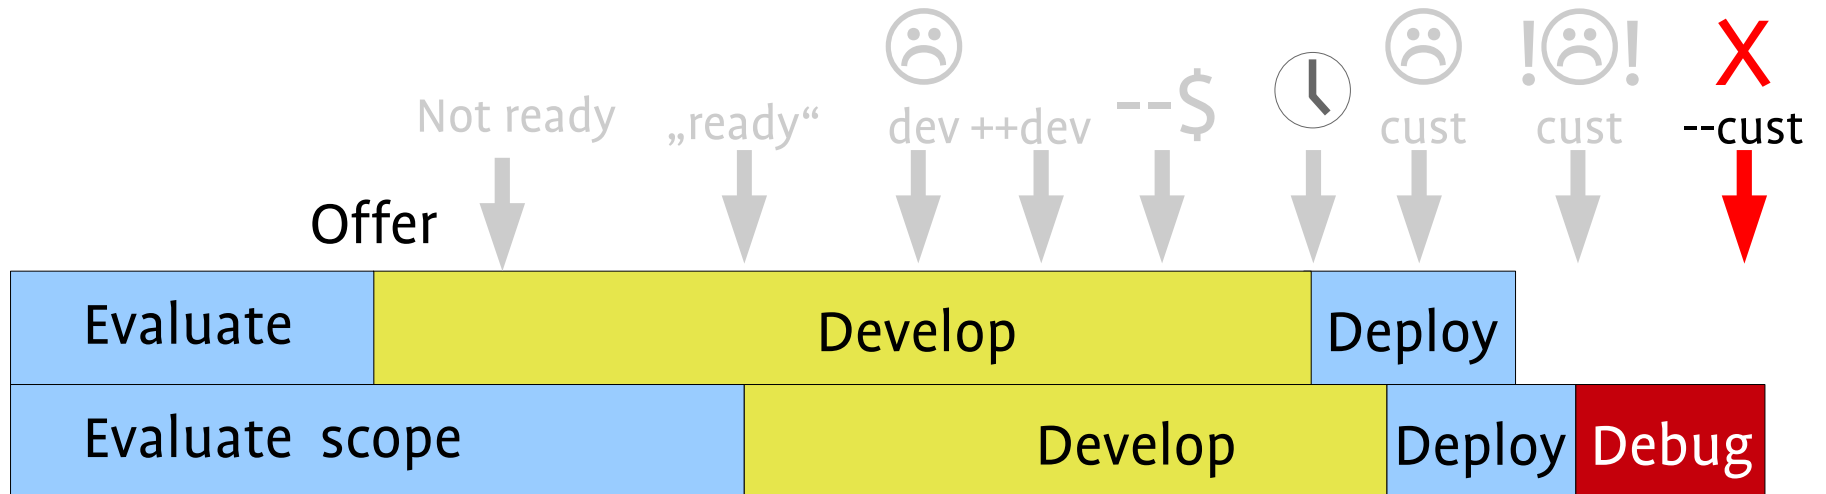 Not ready
„ready“
dev
++dev
--$
cust
! !
cust
X
--cust
Offer
Evaluate
Develop
Deploy
Evaluate scope
Develop
Deploy
Debug